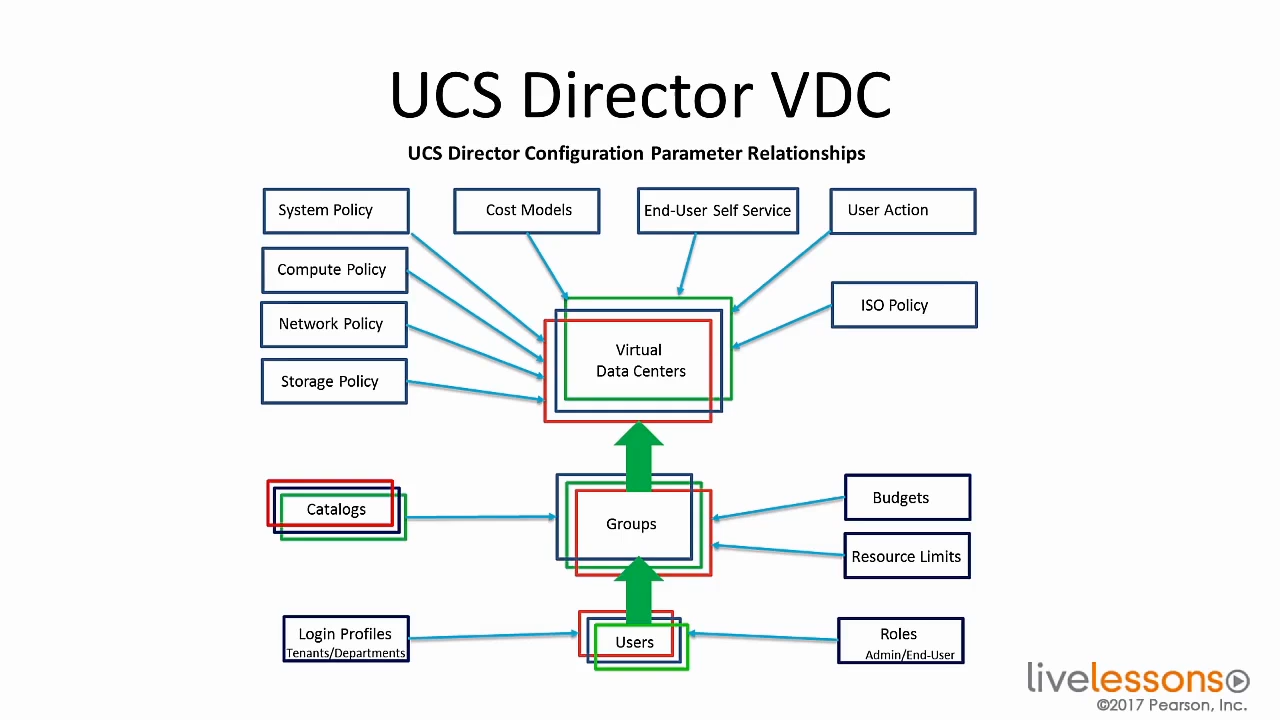 UCS Director VDC
UCS Director Configuration Parameter Relationships
System Policy
Cost Models
End-User Self Service
User Action
Compute Policy
ISO Policy
Network Policy
Storage Policy
Virtual
Data Centers
Catalogs
Groups
Budgets
Resource Limits
Login Profiles
Tenants/Departments
Users
Roles
Admin/End-User
livelessons
©2017 Pearson, Inc.